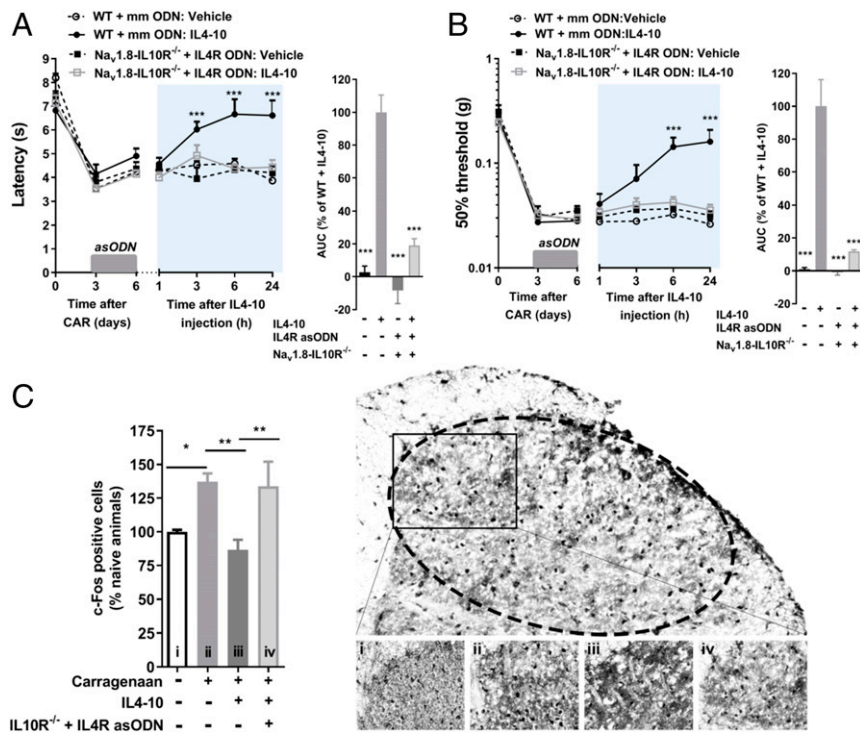 A
WT + mm ODN:Vehicle
WT + mm ODN:IL4-10
Nav1.8-IL10R-/- + IL4R ODN: Vehicle
Nav1.8-IL10R-/- + IL4R ODN: IL4-10
Latency (s)
9
8
7
6
5
4
3
2
1
0
*** *** ***
asODN
0 3 6
1 3 6 24
Time after
CAR (days)
Time after IL4-10
injection (h)
AUC (% of WT + IL4-10)
120
100
80
60
40
20
0
-20
*** *** ***
IL4-10 - + - +
IL4R asODN - - + +
Nav1.8-IL10R-/- - - + +
B
WT + mm ODN:Vehicle
WT + mm ODN:IL4-10
Nav1.8-IL10R-/- + IL4R ODN: Vehicle
Nav1.8-IL10R-/- + IL4R ODN: IL4-10
50% threshold (g)
1
0.1
0.01
*** ***
asODN
0 3 6
1 3 6 24
Time after
CAR (days)
Time after IL4-10
injection (h)
AUC (% of WT + IL4-10)
120
100
80
60
40
20
0
-20
*** *** ***
IL4-10 - + - +
IL4R asODN - - + +
Nav1.8-IL10R-/- - - + +
C
c-Fos positive cells
(% naive animals)
175
150
125
100
75
50
25
0
* ** **
i ii iii iv
Carragenaan - + + +
IL4-10 - - + +
IL10R-/- + IL4R asODN - - - +
i ii iii iv